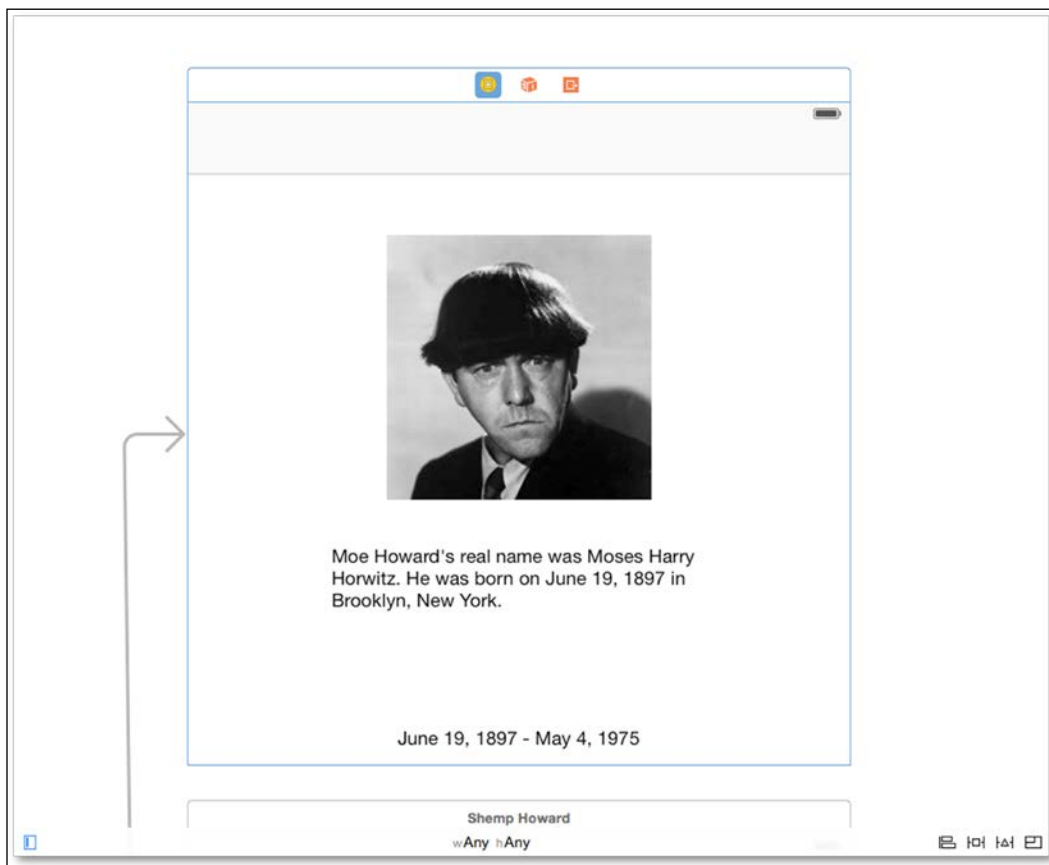 Moe Howard's real name was Moses Harry
Horwitz. He was born on June 19, 1897 in
Brooklyn, New York.
June 19, 1897 - May 4, 1975
Shemp Howard
wAny hAny